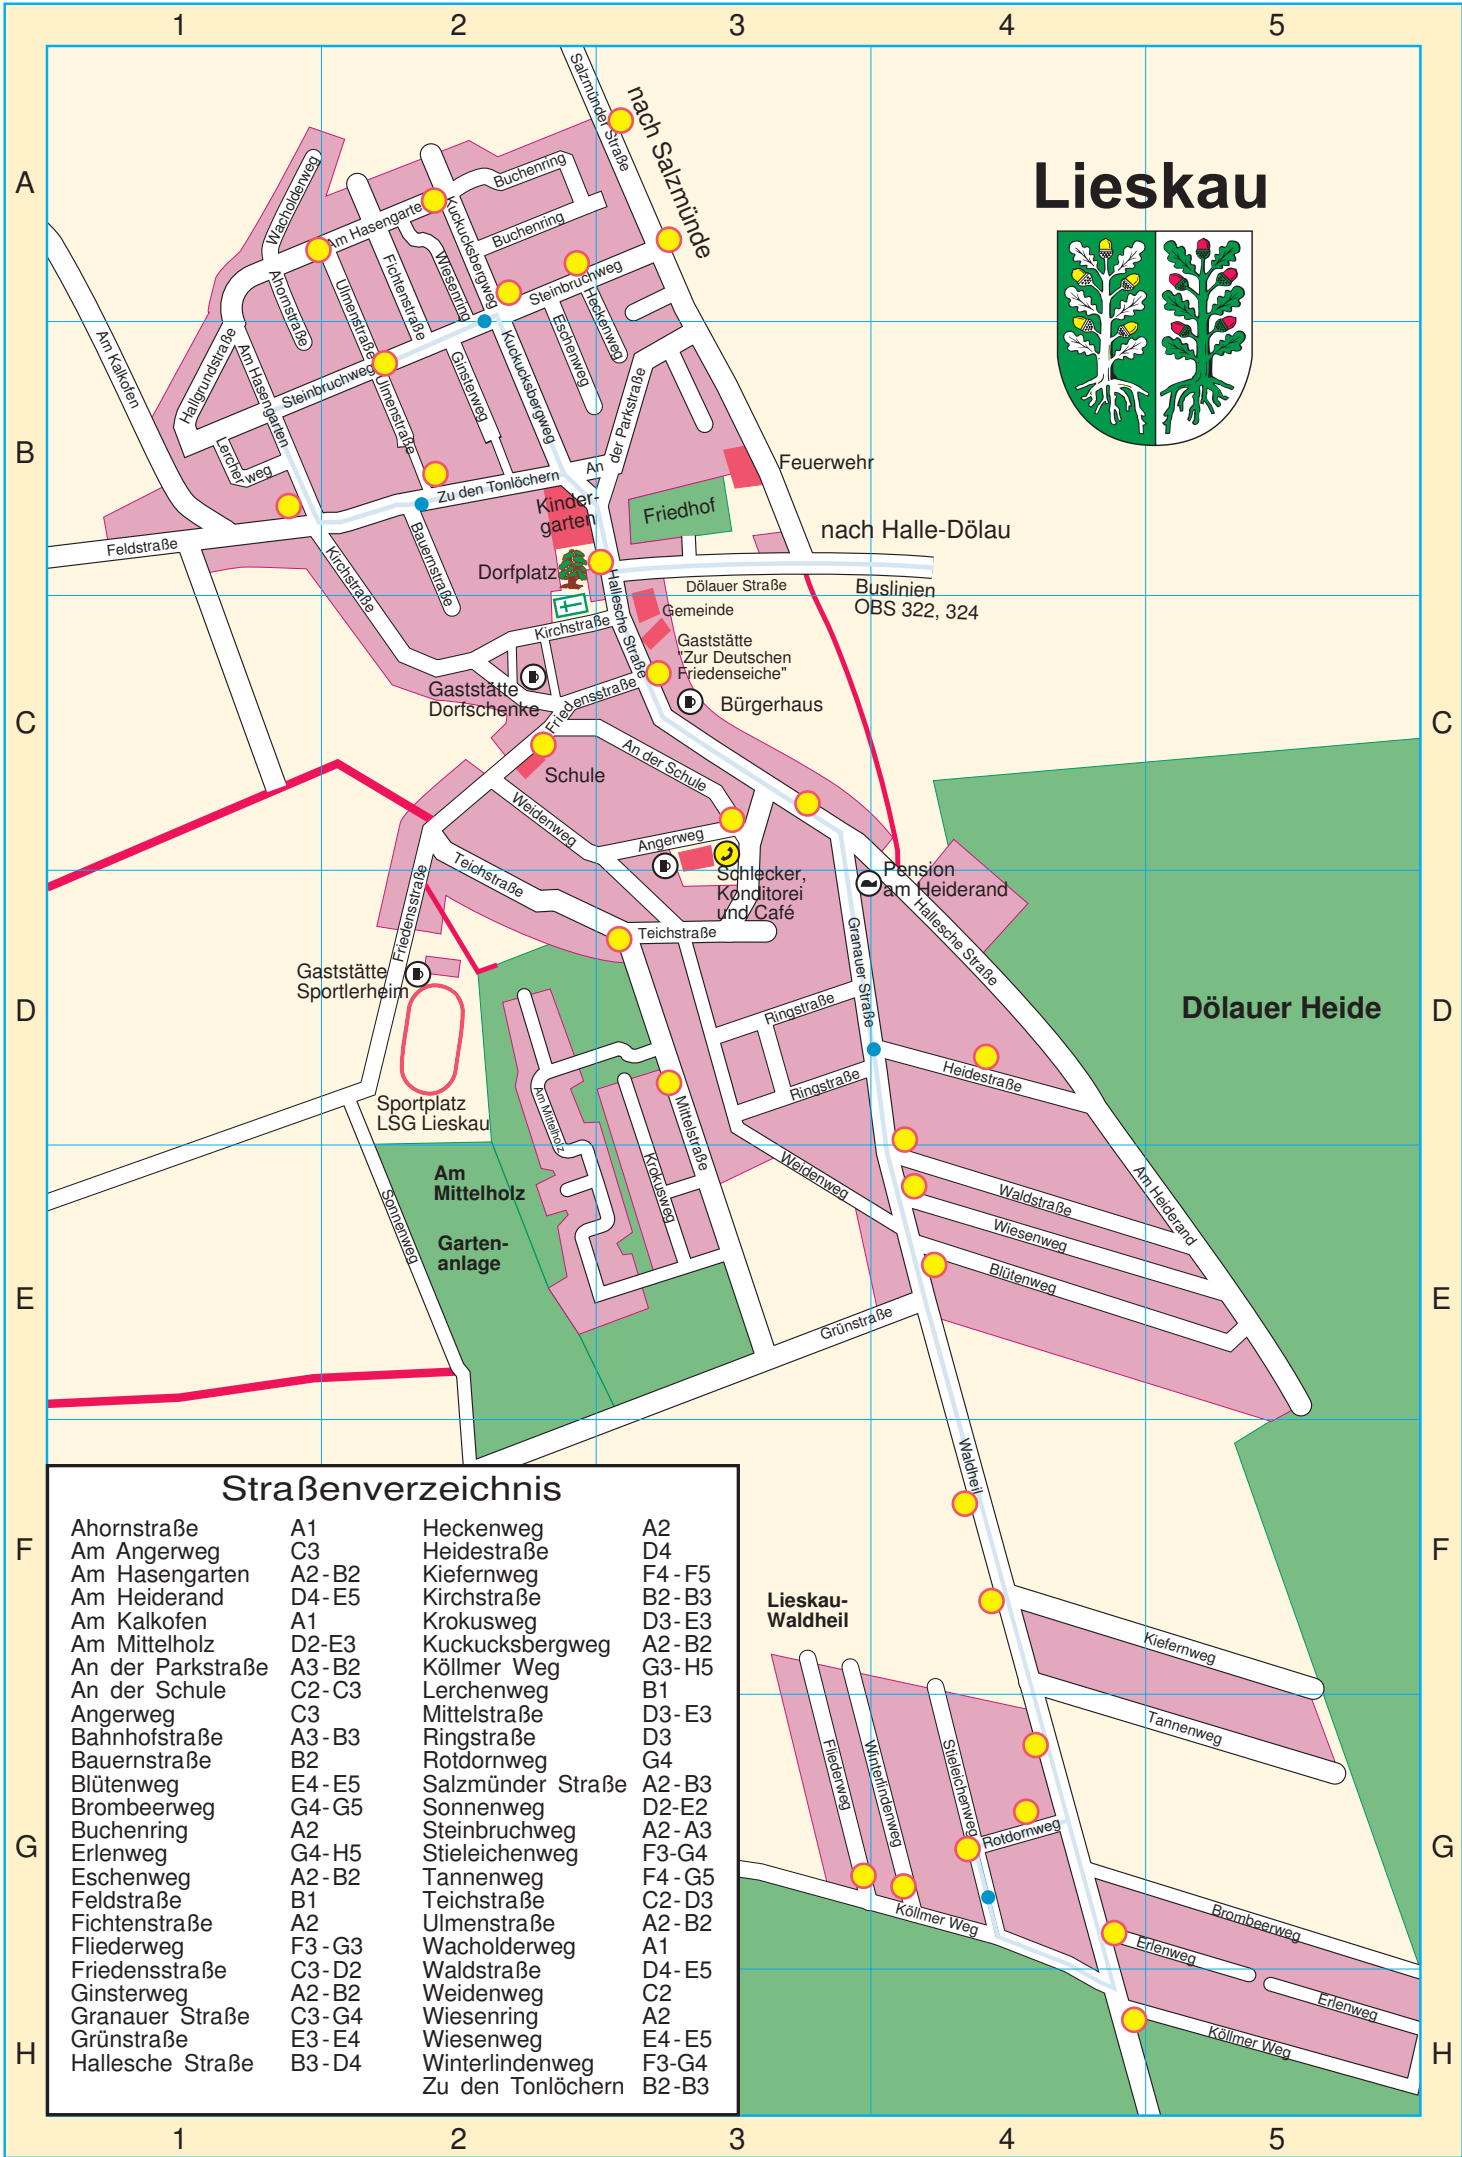 1 2 3 4 5
A
B
C
D
E
F
G
H
C
D
E
F
G
H
1 2 3 4 5
Lieskau
Salzmünder Straße
nach Salzmünde
Wacholderweg
Am Hasengarte
Kuckucksbergweg
Buchenring
Buchenring
Wiesenring
Fichtenstraße
Ulmenstraße
Ahornstraße
Steinbruchweg
Heckenweg
Eschenweg
Am Kalkofen
Hallgrundstraße
Am Hasengarten
Steinbruchweg
Ulmenstraße
Ginsterweg
Kuckucksbergweg
An
der Parkstraße
Lerchen
weg
Zu den Tonlöchern
Feuerwehr
Kinder-
garten
Friedhof
nach Halle-Dölau
Feldstraße
Kirchstraße
Bauernstraße
Dorfplatz
Hallesche Straße
Dölauer Straße
Buslinien
OBS 322, 324
Gemeinde
Kirchstraße
Gaststätte
"Zur Deutschen
Friedenseiche"
Gaststätte
Dorfschenke
Friedensstraße
Bürgerhaus
Schule
An der Schule
Weidenweg
Angerweg
Teichstraße
Schlecker,
Konditorei
und Café
Pension
am Heiderand
Friedensstraße
Teichstraße
Granauer Straße
Hallesche Straße
Gaststätte
Sportlerheim
Ringstraße
Dölauer Heide
Heidestraße
Ringstraße
Sportplatz
LSG Lieskau
Am Mittelholz
Mittelstraße
Krokusweg
Weidenweg
Am
Mittelholz
Waldstraße
Am Heiderand
Wiesenweg
Sonnenweg
Garten-
anlage
Blütenweg
Grünstraße
Waldheil
Lieskau-
Waldheil
Kiefernweg
Tannenweg
Fliederweg
Winterlindenweg
Stieleichenweg
Rotdornweg
Köllmer Weg
Brombeerweg
Erlenweg
Erlenweg
Köllmer Weg
Straßenverzeichnis
Ahornstraße A1
Am Angerweg C3
Am Hasengarten A2-B2
Am Heiderand D4-E5
Am Kalkofen A1
Am Mittelholz D2-E3
An der Parkstraße A3-B2
An der Schule C2-C3
Angerweg C3
Bahnhofstraße A3-B3
Bauernstraße B2
Blütenweg E4-E5
Brombeerweg G4-G5
Buchenring A2
Erlenweg G4-H5
Eschenweg A2-B2
Feldstraße B1
Fichtenstraße A2
Fliederweg F3-G3
Friedensstraße C3-D2
Ginsterweg A2-B2
Granauer Straße C3-G4
Grünstraße E3-E4
Hallesche Straße B3-D4
Heckenweg A2
Heidestraße D4
Kiefernweg F4-F5
Kirchstraße B2-B3
Krokusweg D3-E3
Kuckucksbergweg A2-B2
Köllmer Weg G3-H5
Lerchenweg B1
Mittelstraße D3-E3
Ringstraße D3
Rotdornweg G4
Salzmünder Straße A2-B3
Sonnenweg D2-E2
Steinbruchweg A2-A3
Stieleichenweg F3-G4
Tannenweg F4-G5
Teichstraße C2-D3
Ulmenstraße A2-B2
Wacholderweg A1
Waldstraße D4-E5
Weidenweg C2
Wiesenring A2
Wiesenweg E4-E5
Winterlindenweg F3-G4
Zu den Tonlöchern B2-B3